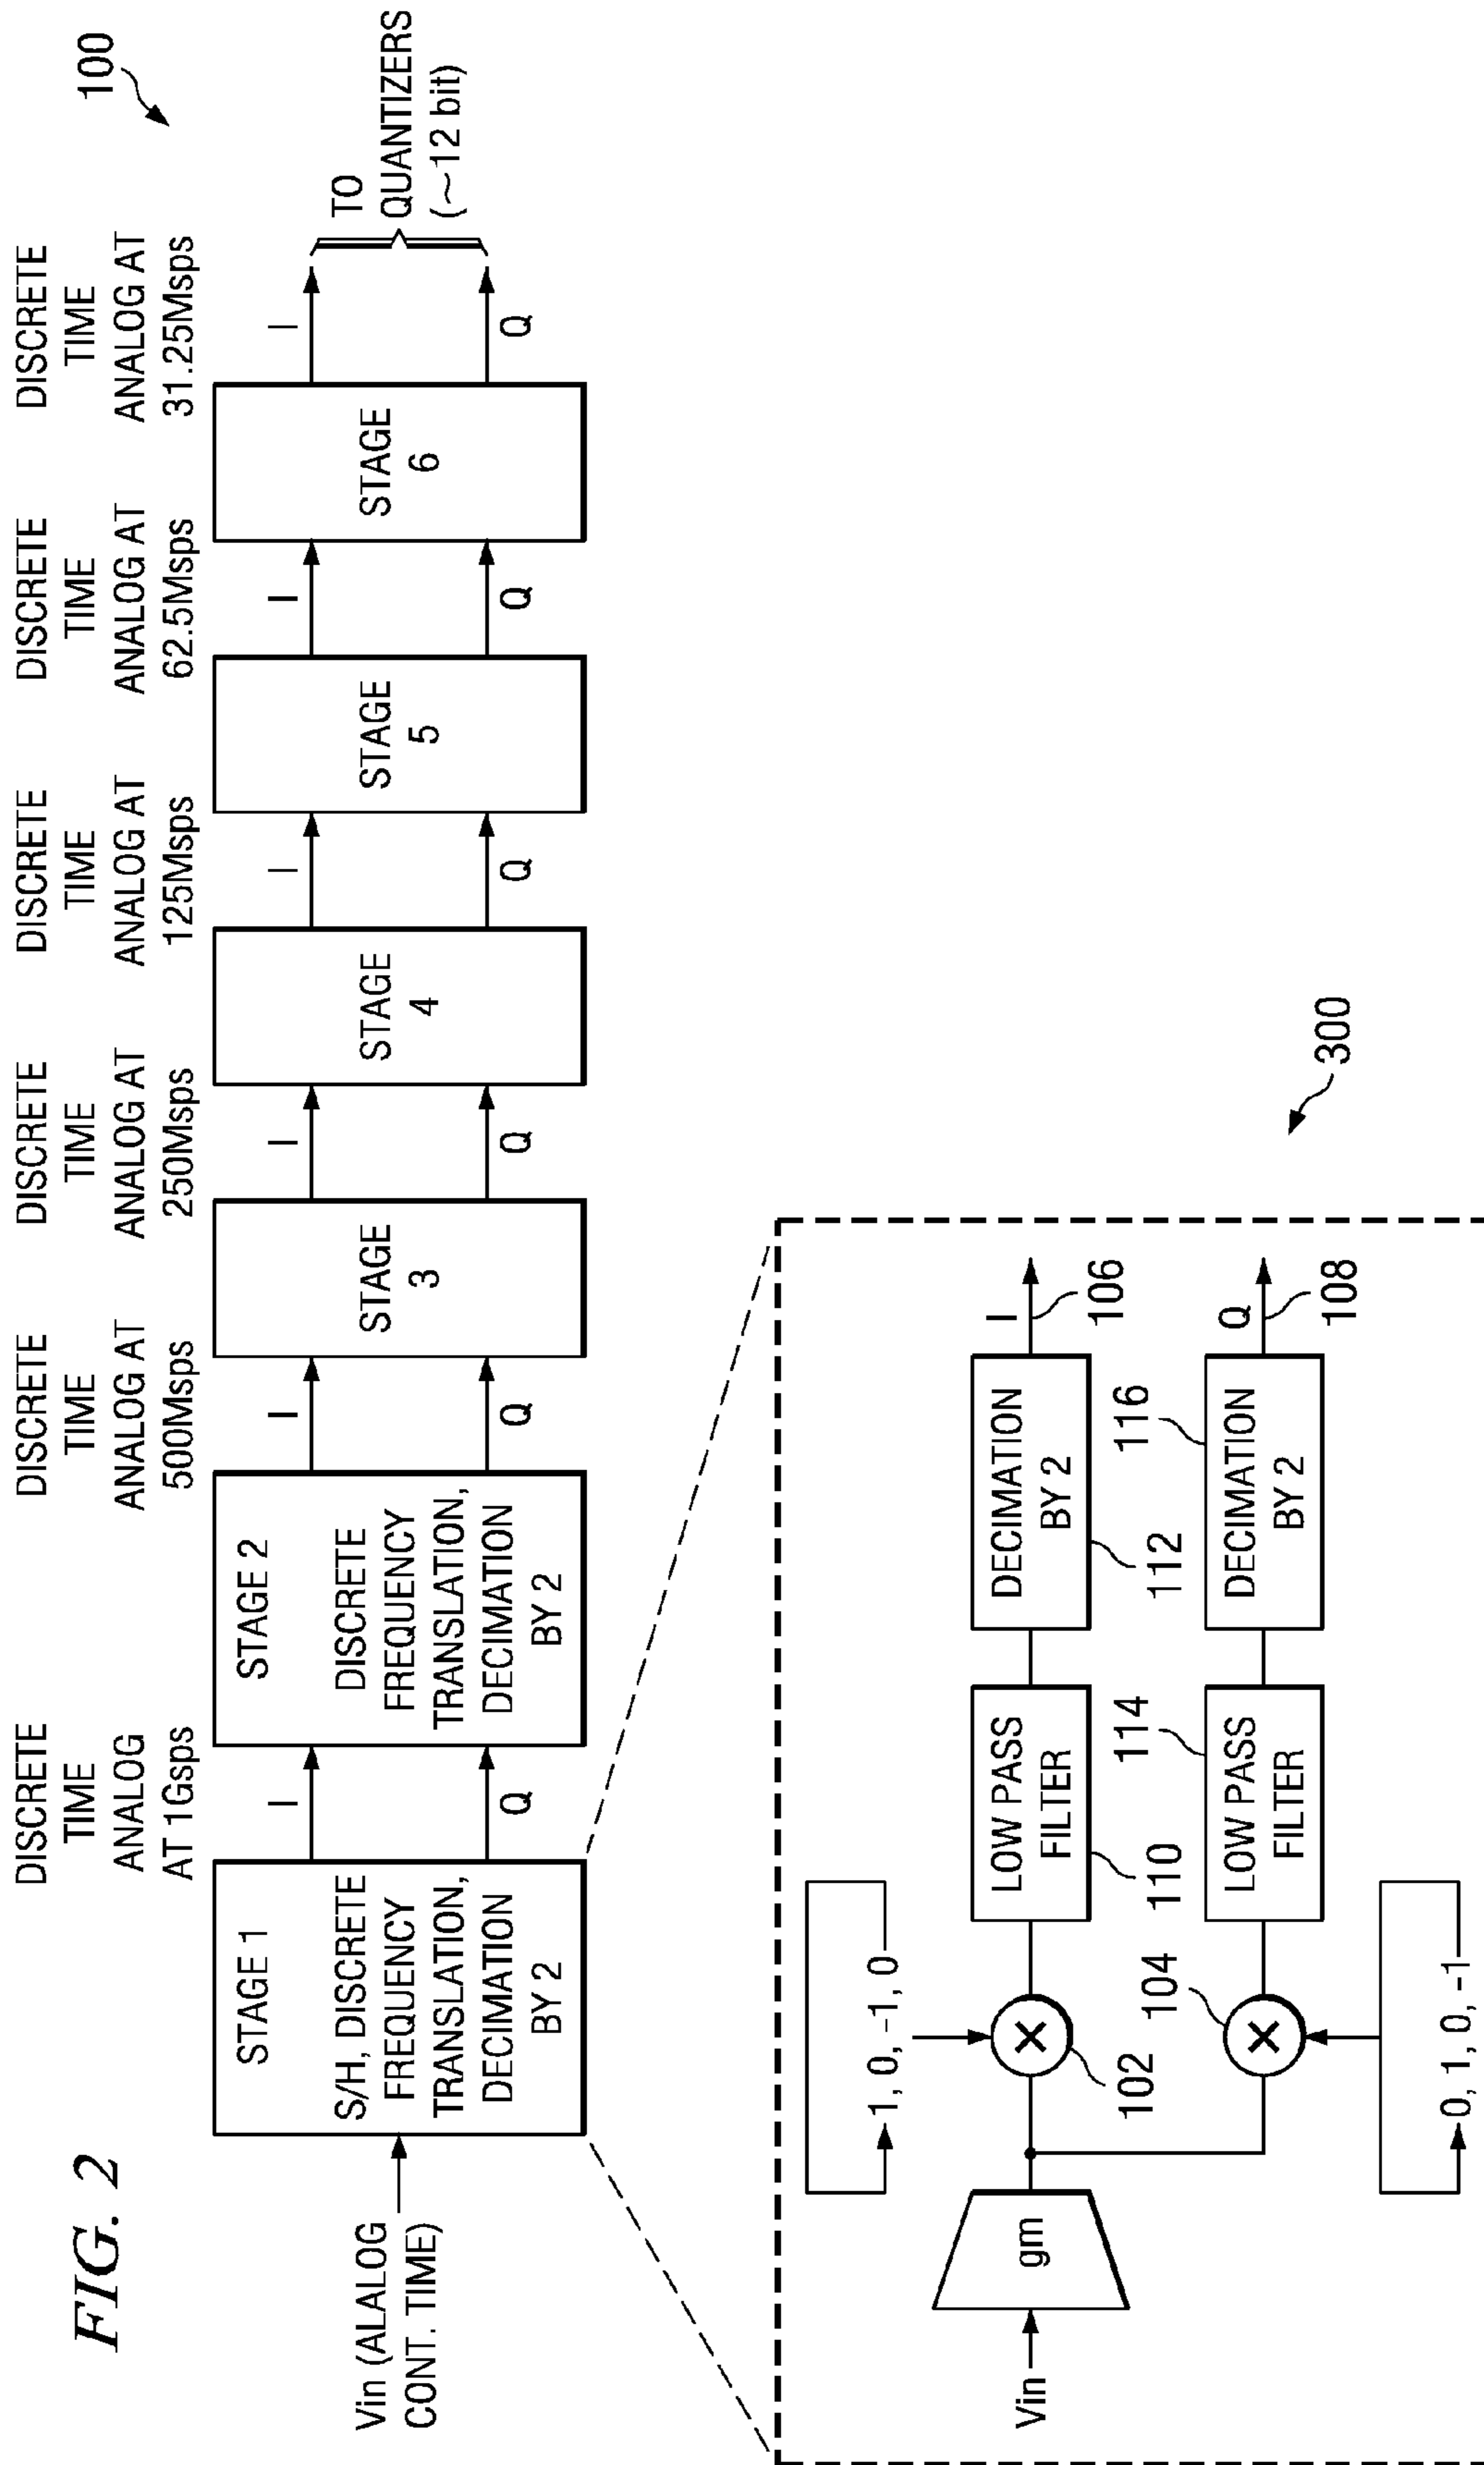 FIG. 2
100
DISCRETE
TIME
ANALOG
AT 1Gsps
DISCRETE
TIME
ANALOG AT
500Msps
DISCRETE
TIME
ANALOG AT
250Msps
DISCRETE
TIME
ANALOG AT
125Msps
DISCRETE
TIME
ANALOG AT
62.5Msps
DISCRETE
TIME
ANALOG AT
31.25Msps
Vin (ALALOG
CONT. TIME)
STAGE 1
S/H, DISCRETE
FREQUENCY
TRANSLATION,
DECIMATION
BY 2
I
Q
STAGE 2
DISCRETE
FREQUENCY
TRANSLATION,
DECIMATION
BY 2
I
Q
STAGE
3
I
Q
STAGE
4
I
Q
STAGE
5
I
Q
STAGE
6
I
Q
TO
QUANTIZERS
(~12 bit)
300
Vin
gm
1, 0, -1, 0
102
104
0, 1, 0, -1
LOW PASS
FILTER
110
DECIMATION
BY 2
112
I
106
114
LOW PASS
FILTER
116
DECIMATION
BY 2
Q
108